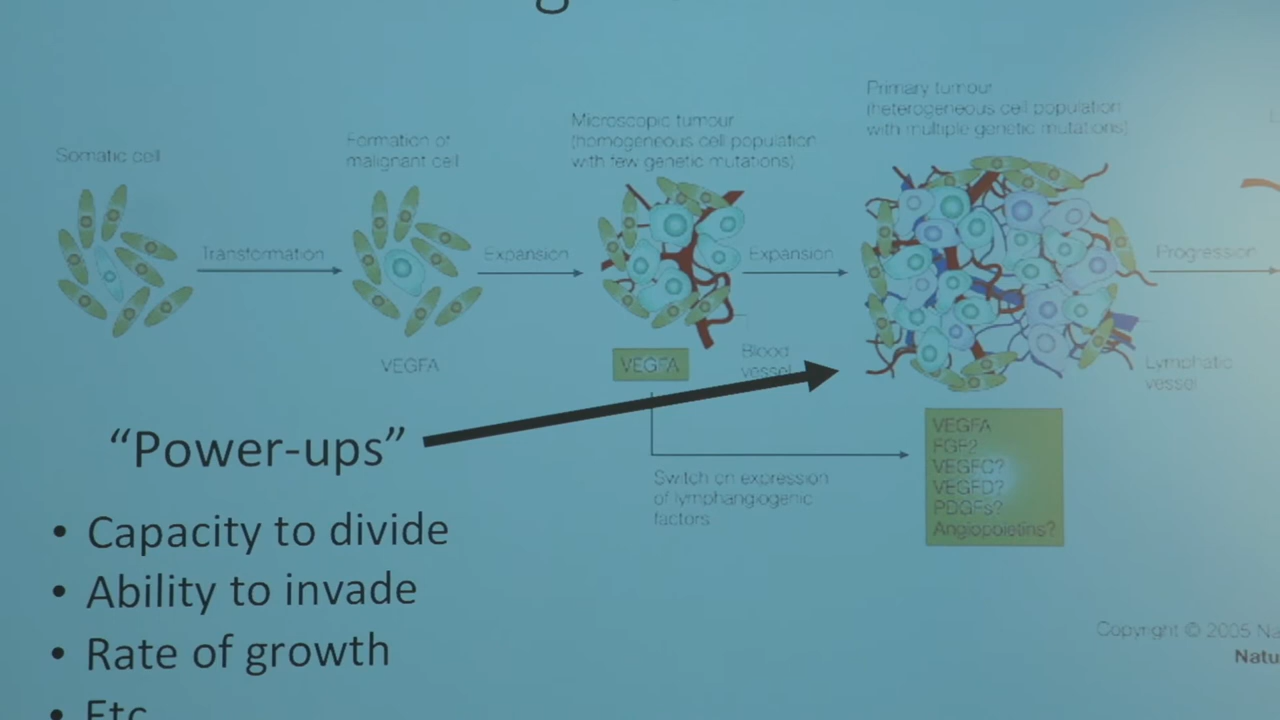 Primary tumour
(heterogeneous cell population
with multiple genetic mutations)
Microscopic tumour
(homogeneous cell population
with few genetic mutations)
Formation of
malignant cell
Somatic cell
Transformation
Expansion
Expansion
Progression
VEGFA
VEGFA
Blood
vessel
Lymphatic
vessel
"Power-ups"
VEGFA
FGF2
VEGFC?
VEGFD?
PDGFs?
Angiopoietins?
Switch on expression
of lymphangiogenic
factors
• Capacity to divide
• Ability to invade
• Rate of growth
• Etc
Copyright © 2005 Na
Natu